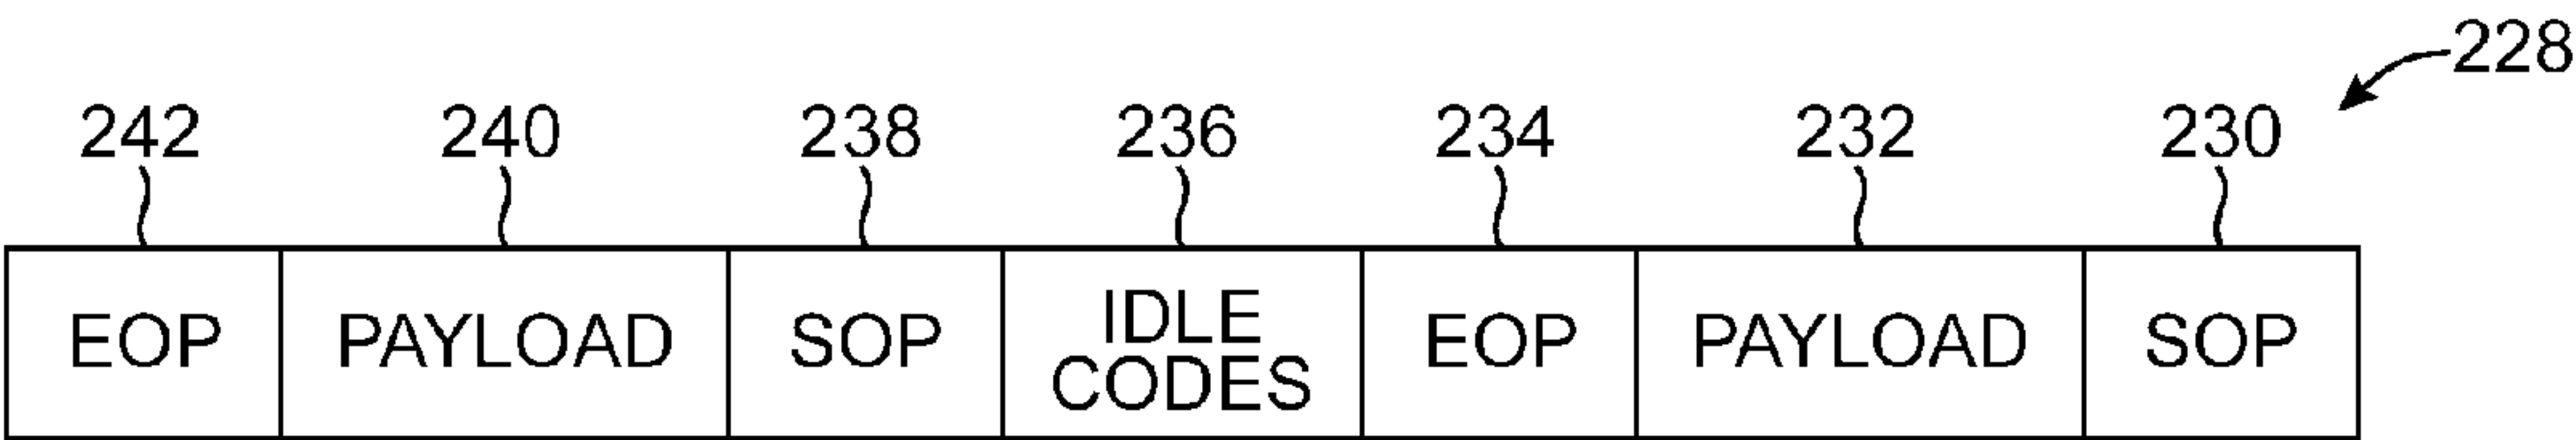 228
242 240 238 236 234 232 230
EOP PAYLOAD SOP IDLE CODES EOP PAYLOAD SOP